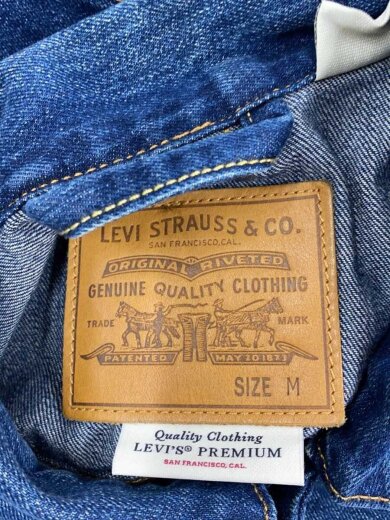 LEVI STRAUSS & CO.
SAN FRANCISCO, CAL.
ORIGINAL RIVETED
GENUINE QUALITY CLOTHING
TRADE MARK
PATENTED MAY 20 1873
SIZE M
Quality Clothing
LEVI'S® PREMIUM
SAN FRANCISCO, CAL.